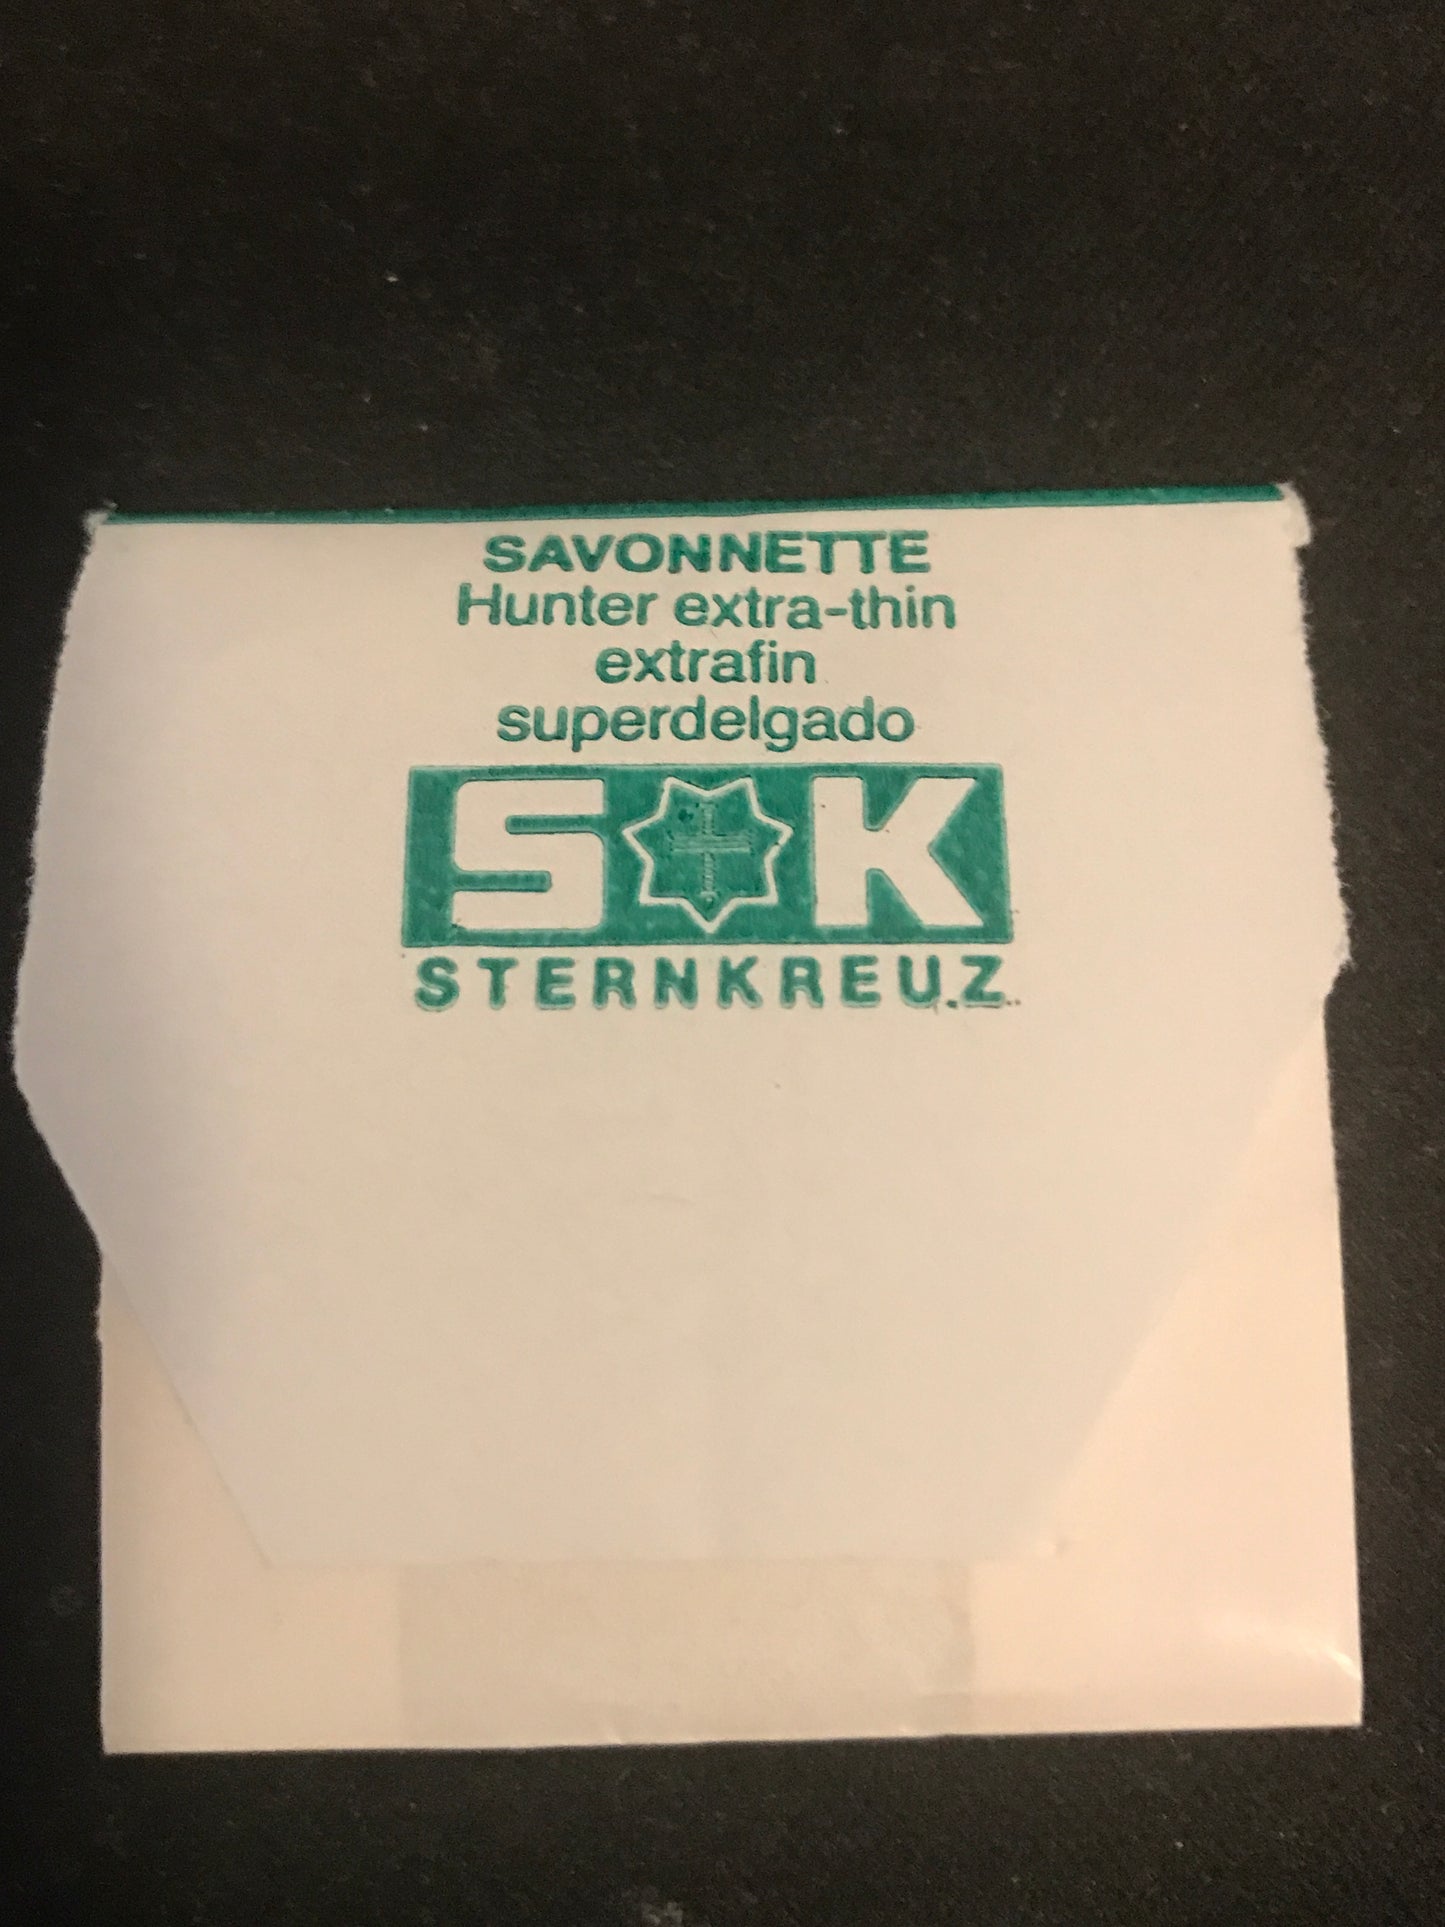 SAVONNETTE
Hunter extra-thin
extrafin
superdelgado
S K
STERNKREUZ